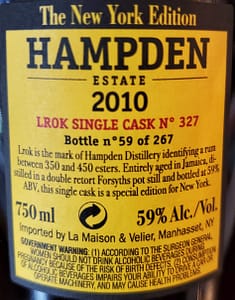 The New York Edition
HAMPDEN
ESTATE
2010
LROK SINGLE CASK N° 327
Bottle n°59 of 267
Lrok is the mark of Hampden Distillery identifying a rum
between 350 and 450 esters. Entirely aged in Jamaica, di-
stilled in a double retort Forsyths pot still and bottled at 59%
ABV, this single cask is a special edition for New York.
750 ml 59% Alc./Vol.
Imported by La Maison & Velier, Manhasset, NY
GOVERNMENT WARNING: (1) ACCORDING TO THE SURGEON GENERAL,
WOMEN SHOULD NOT DRINK ALCOHOLIC BEVERAGES DURING
PREGNANCY BECAUSE OF THE RISK OF BIRTH DEFECTS. (2) CONSUMPTION
OF ALCOHOLIC BEVERAGES IMPAIRS YOUR ABILITY TO DRIVE A CAR OR
OPERATE MACHINERY, AND MAY CAUSE HEALTH PROBLEMS.